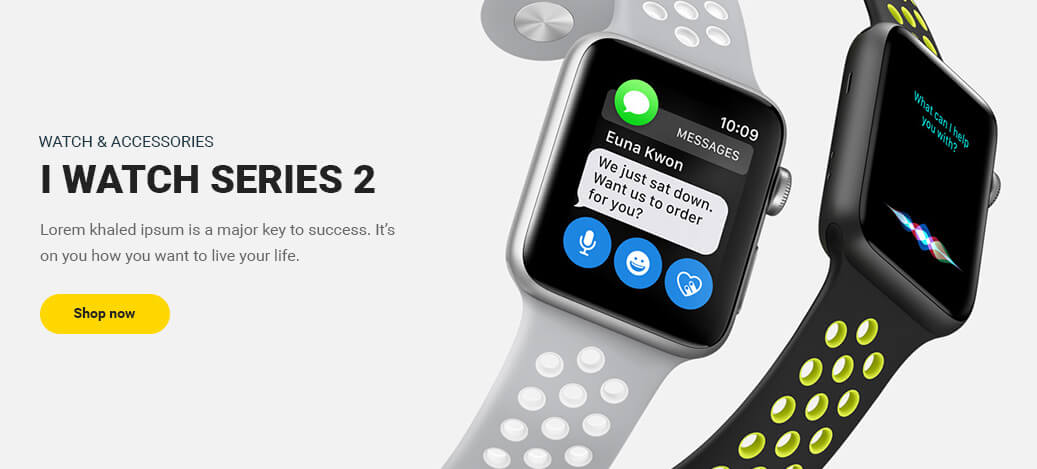 WATCH & ACCESSORIES
I WATCH SERIES 2
Lorem khaled ipsum is a major key to success. It’s
on you how you want to live your life.
Shop now
10:09
MESSAGES
Euna Kwon
We just sat down.
Want us to order
for you?
What can I help
you with?